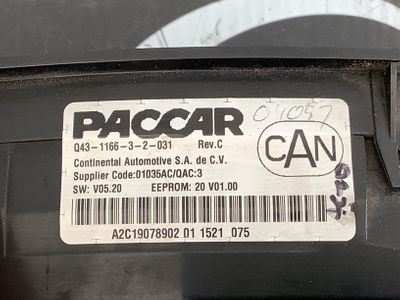 PACCAR
04057
Q43-1166-3-2-031 Rev.C
Continental Automotive S.A. de C.V.
Supplier Code:01035AC/QAC:3
SW: V05.20 EEPROM: 20 V01.00
CAN
A2C19078902 01 1521 075